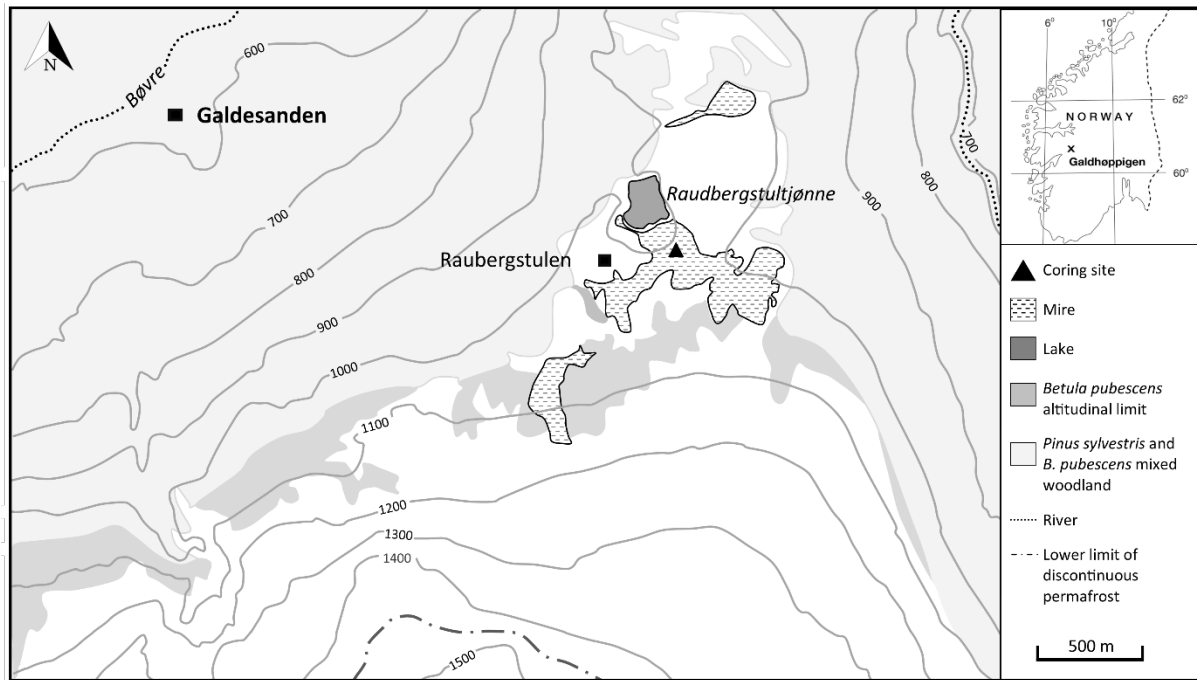 N
Bøvre
600
Galdesanden
700
800
900
1000
1100
1200
1300
1400
1500
Raudbergstultjønne
Raubergstulen
900
800
700
6°
10°
62°
NORWAY
x
Galdhøppigen
60°
Coring site
Mire
Lake
Betula pubescens
altitudinal limit
Pinus sylvestris and
B. pubescens mixed
woodland
River
Lower limit of
discontinuous
permafrost
500 m